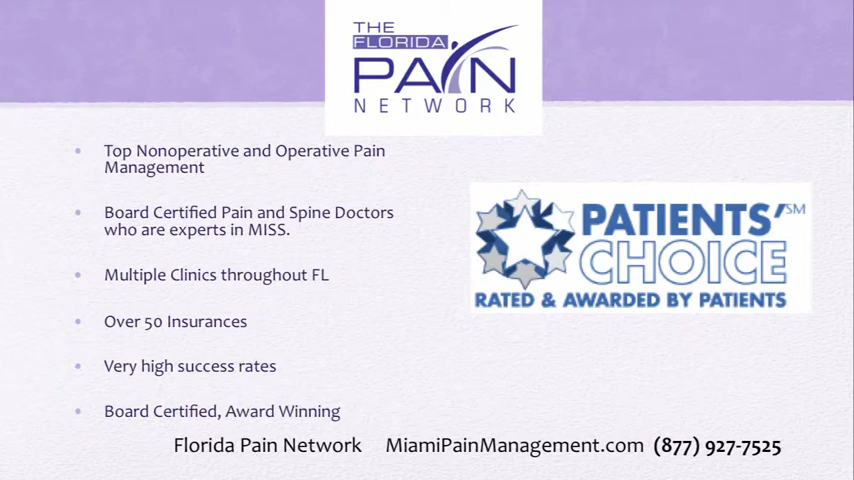 THE
FLORIDA
PAIN
NETWORK
• Top Nonoperative and Operative Pain
Management
• Board Certified Pain and Spine Doctors
who are experts in MISS.
• Multiple Clinics throughout FL
• Over 50 Insurances
• Very high success rates
• Board Certified, Award Winning
PATIENTS'℠
CHOICE
RATED & AWARDED BY PATIENTS
Florida Pain Network MiamiPainManagement.com (877) 927-7525